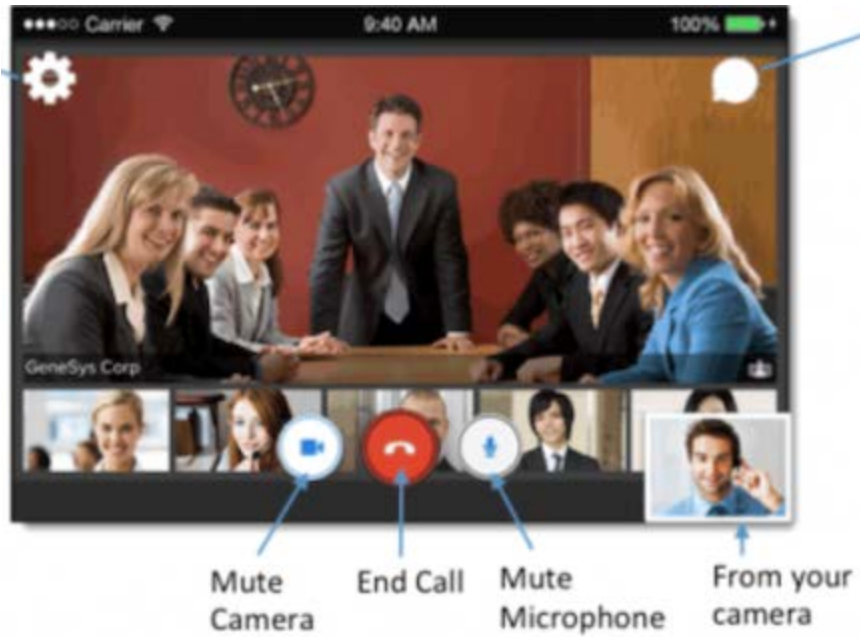 Carrier 9:40 AM 100%
GeneSys Corp
Mute
Camera
End Call
Mute
Microphone
From your
camera